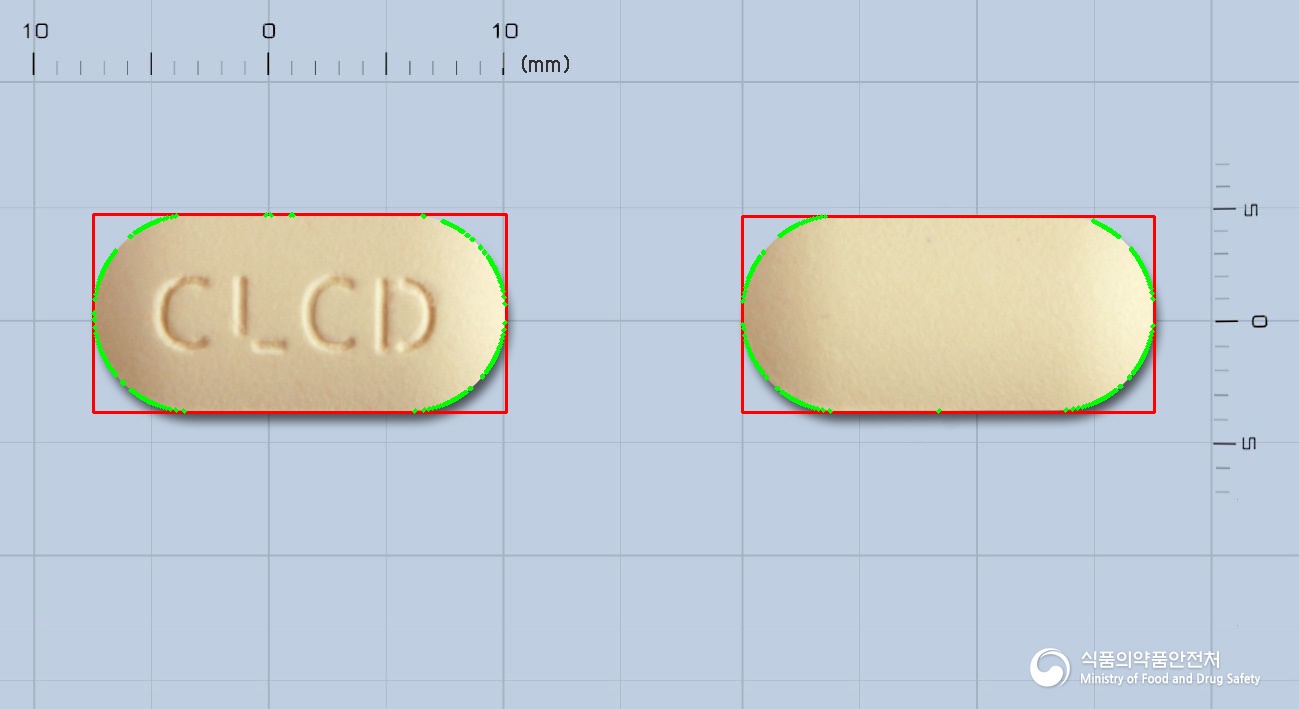 10 0 10
(mm)
CLCD
5
0
5
식품의약품안전처
Ministry of Food and Drug Safety